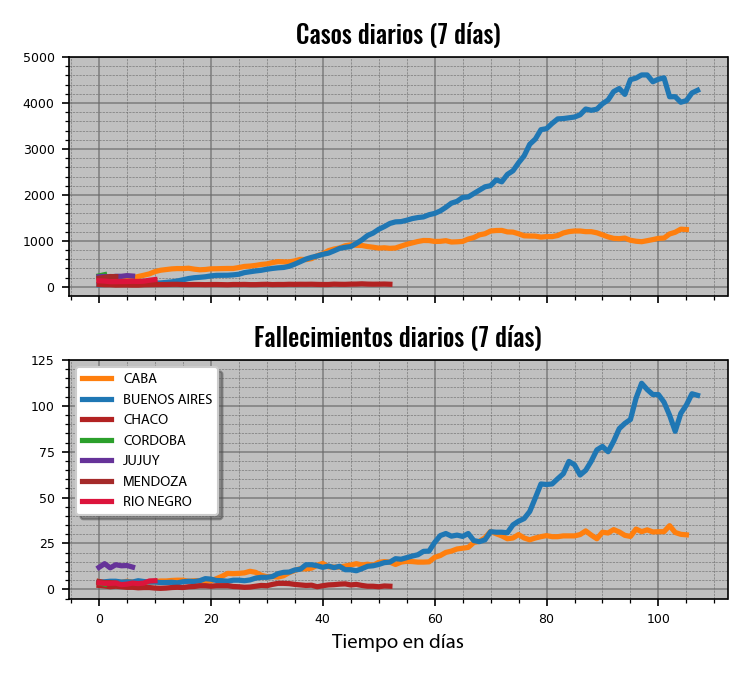 Casos diarios (7 días)
5000
4000
3000
2000
1000
0
Fallecimientos diarios (7 días)
125
100
75
50
25
0
CABA
BUENOS AIRES
CHACO
CORDOBA
JUJUY
MENDOZA
RIO NEGRO
0 20 40 60 80 100
Tiempo en días